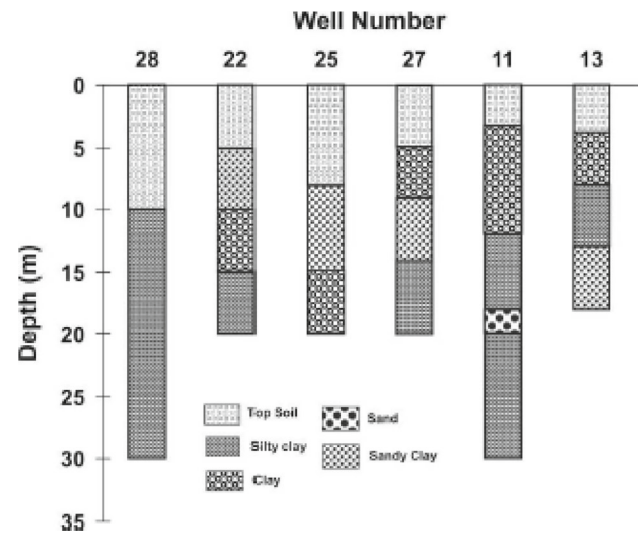 Well Number
28 22 25 27 11 13
0
5
10
15
20
25
30
35
Depth (m)
Top Soil
Sand
Silty clay
Sandy Clay
Clay